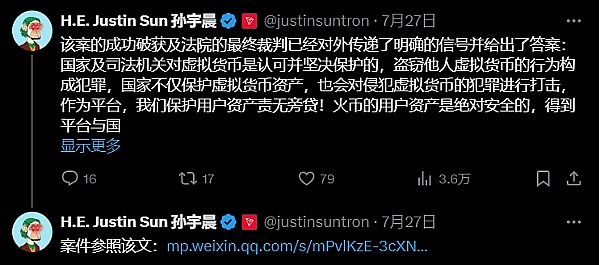 H.E. Justin Sun 孙宇晨 @justinsuntron · 7月27日
该案的成功破获及法院的最终裁判已经对外传递了明确的信号并给出了答案：
国家及司法机关对虚拟货币是认可并坚决保护的，盗窃他人虚拟货币的行为构
成犯罪，国家不仅保护虚拟货币资产，也会对侵犯虚拟货币的犯罪进行打击，
作为平台，我们保护用户资产责无旁贷！火币的用户资产是绝对安全的，得到
平台与国
显示更多
16 17 79 3.6万
H.E. Justin Sun 孙宇晨 @justinsuntron · 7月27日
案件参照该文：mp.weixin.qq.com/s/mPvlKzE-3cXN...